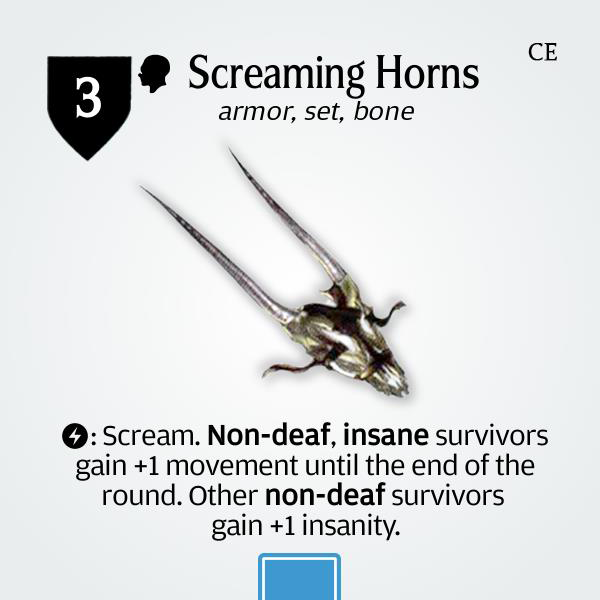 CE
3
Screaming Horns
armor, set, bone
: Scream. Non-deaf, insane survivors
gain +1 movement until the end of the
round. Other non-deaf survivors
gain +1 insanity.